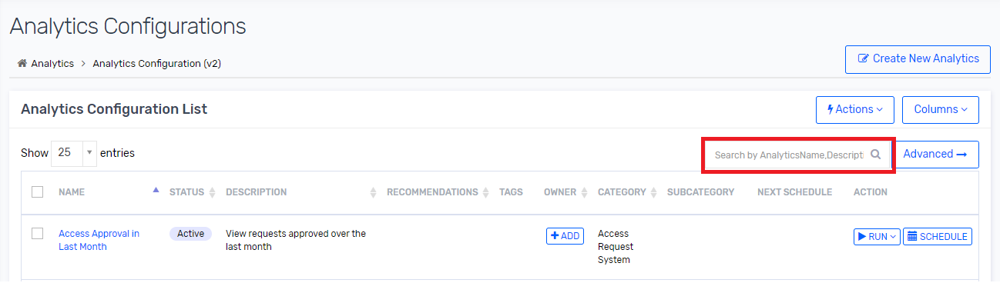 Analytics Configurations
Analytics > Analytics Configuration (v2)
Create New Analytics
Analytics Configuration List
Actions
Columns
Show 25 entries
Search by AnalyticsName,Descripti
Advanced
NAME STATUS DESCRIPTION RECOMMENDATIONS TAGS OWNER CATEGORY SUBCATEGORY NEXT SCHEDULE ACTION
Access Approval in
Last Month
Active
View requests approved over the
last month
+ ADD
Access
Request
System
RUN
SCHEDULE